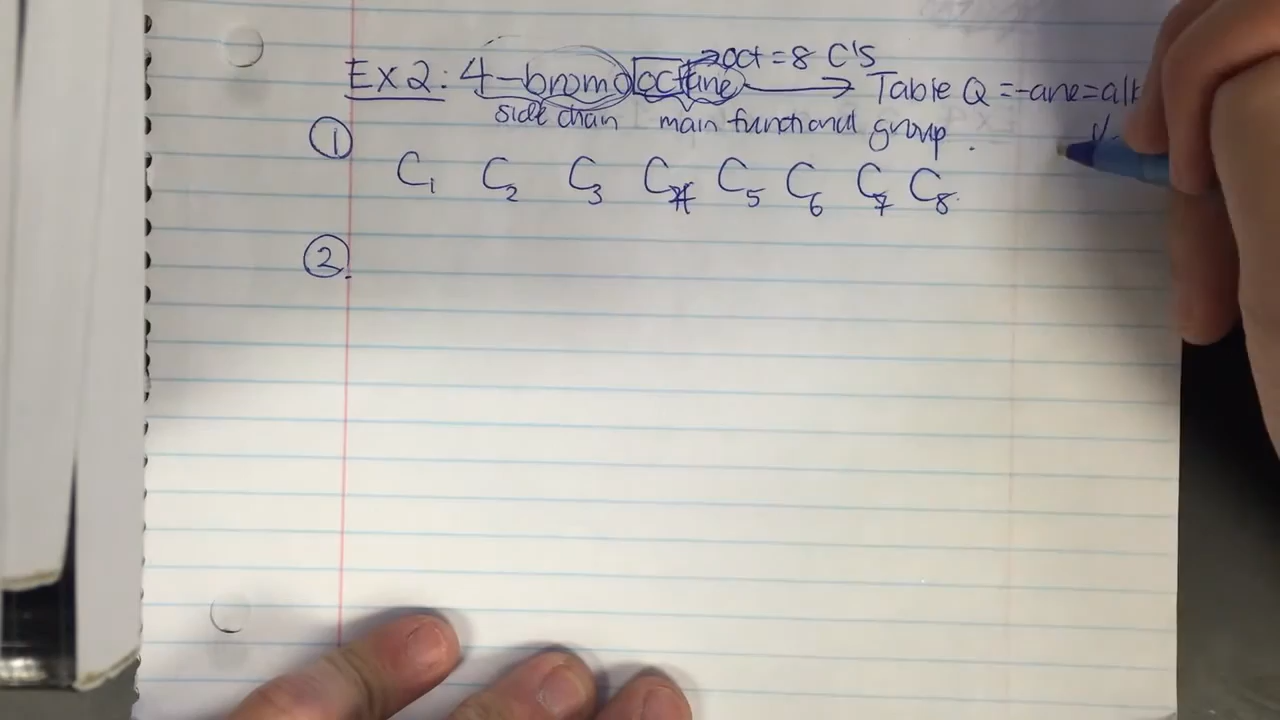 →oct = 8 C's
Ex 2: 4-bromooctane → Table Q = -ane = alk
side chain main functional group.
① C₁ C₂ C₃ C₄ C₅ C₆ C₇ C₈
②.